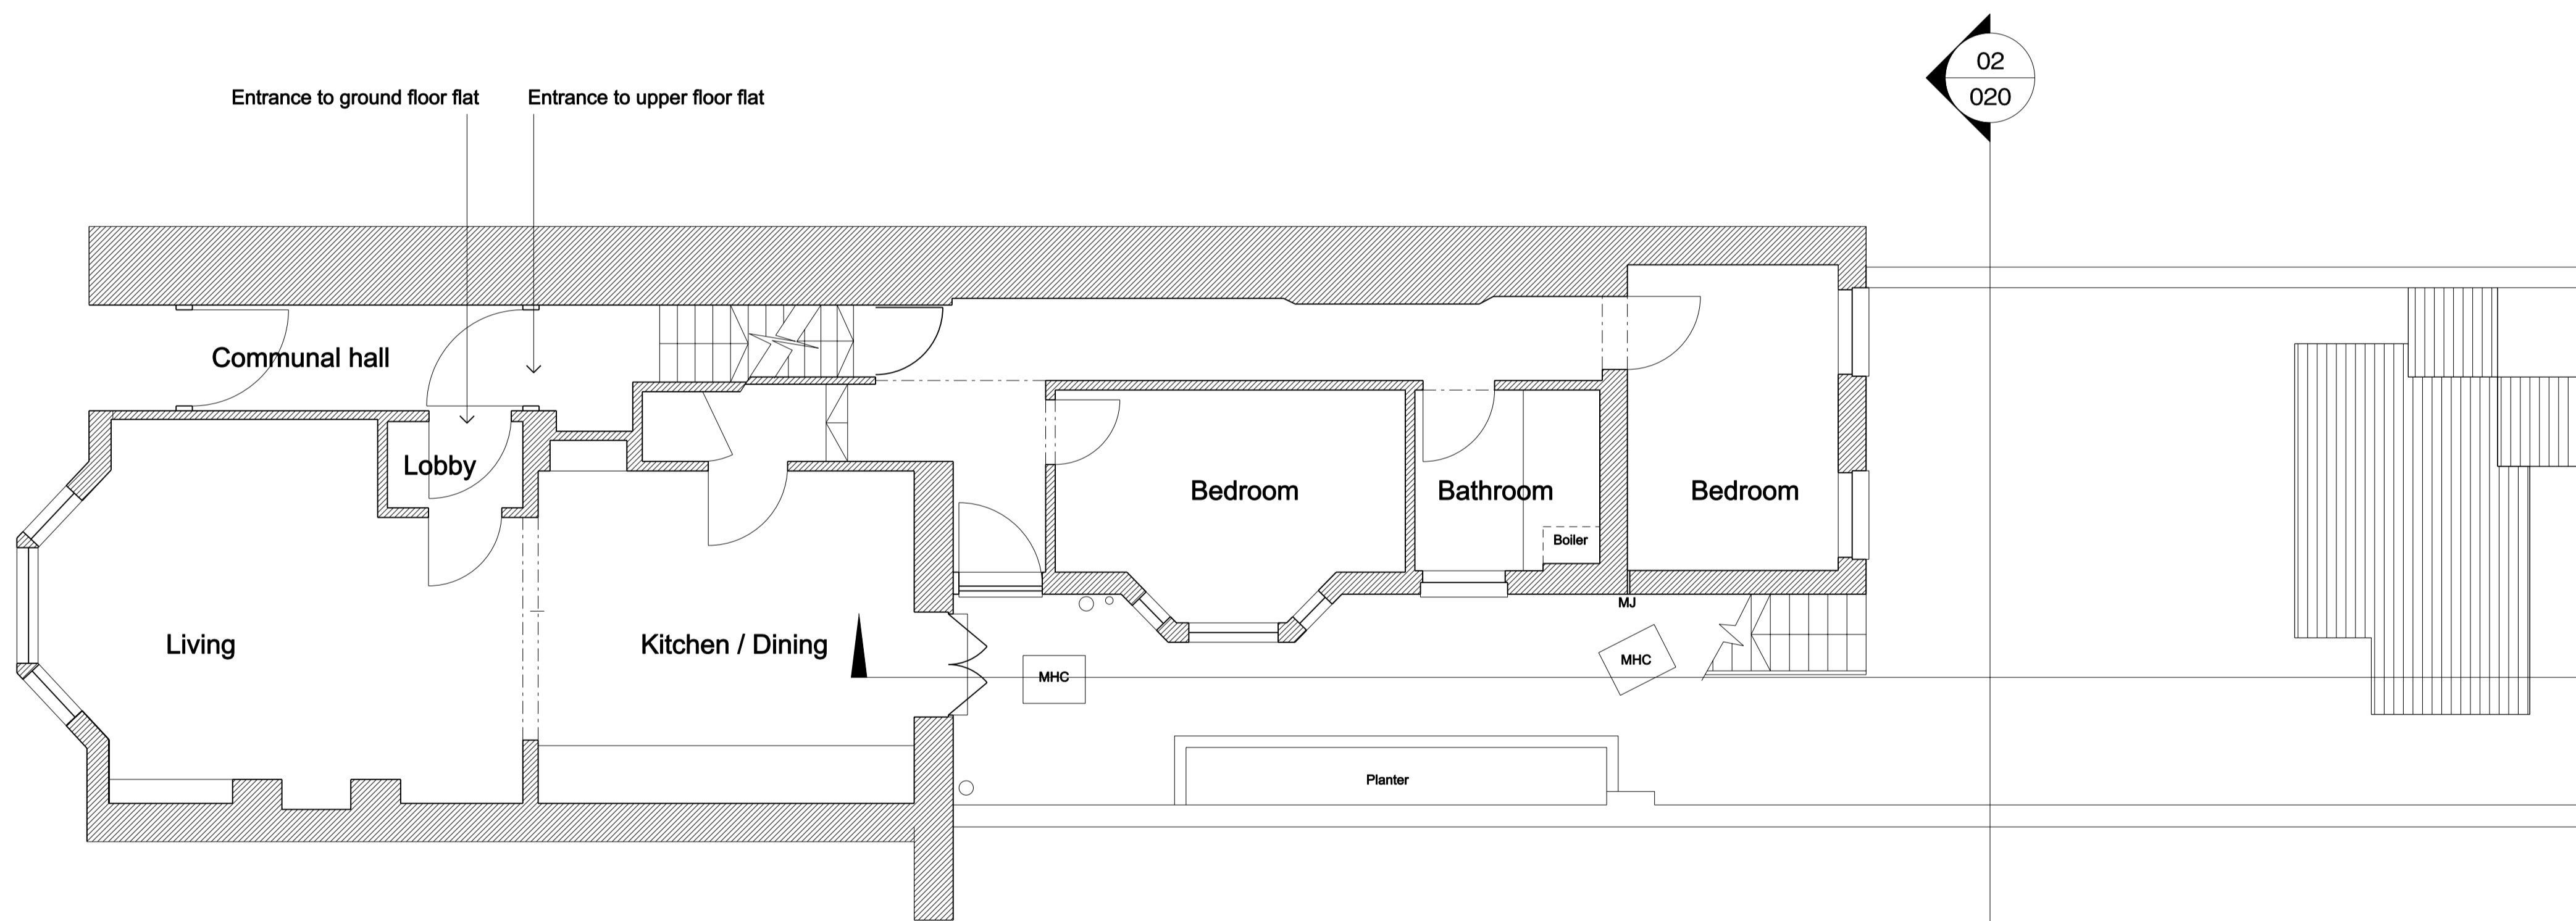 02
020
Entrance to ground floor flat
Entrance to upper floor flat
Communal hall
Lobby
Bedroom
Bathroom
Bedroom
Boiler
MJ
Living
Kitchen / Dining
MHC
MHC
Planter